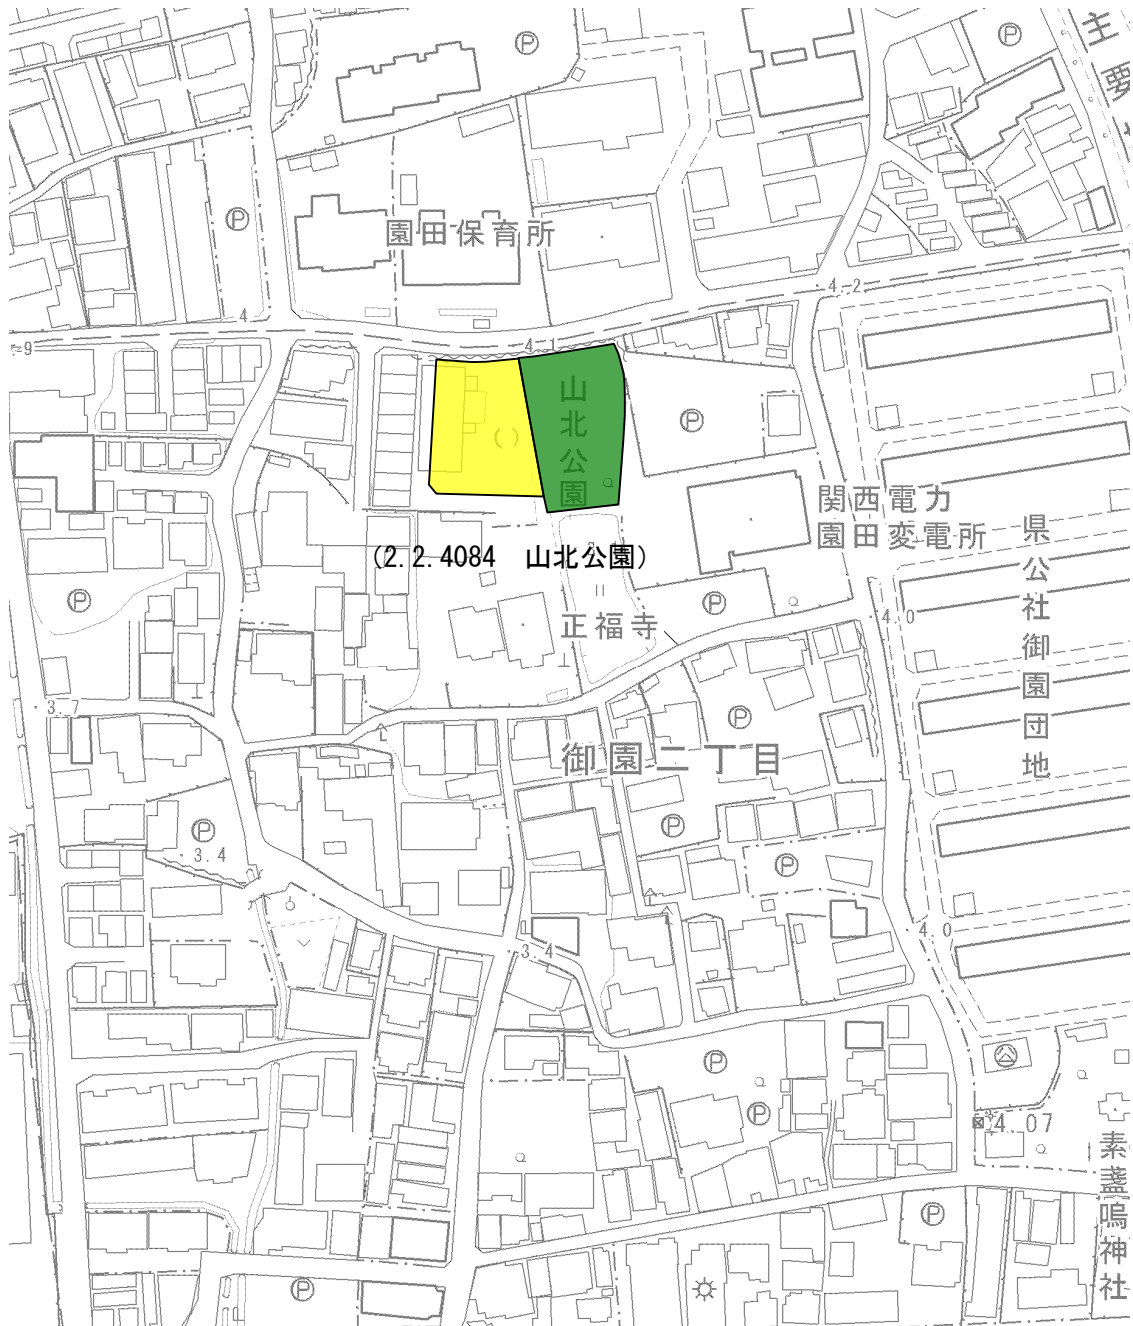 Ⓟ
Ⓟ
主要
Ⓟ
園田保育所
4.2
4.
4.1
.9
山北公園
( )
Ⓟ
関西電力
園田変電所
県公社御園団地
(2.2.4084 山北公園)
Ⓟ
Ⓟ
4.0
正福寺
3.7
Ⓟ
御園二丁目
Ⓟ
Ⓟ
3.4
Ⓟ
4.0
3.4
Ⓟ
Ⓟ
4.07
素盞嗚神社
Ⓟ
Ⓟ